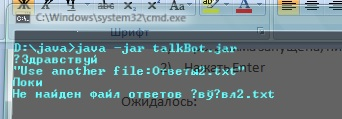 C:\Windows\system32\cmd.exe
D:\java>java -jar talkBot.jar
Шрифт
?Здравствуй
"Use another file:Ответы2.txt"
2) Нажать Enter
Поки
Не найден файл ответов ?вў?вл2.txt
Ожидалось: